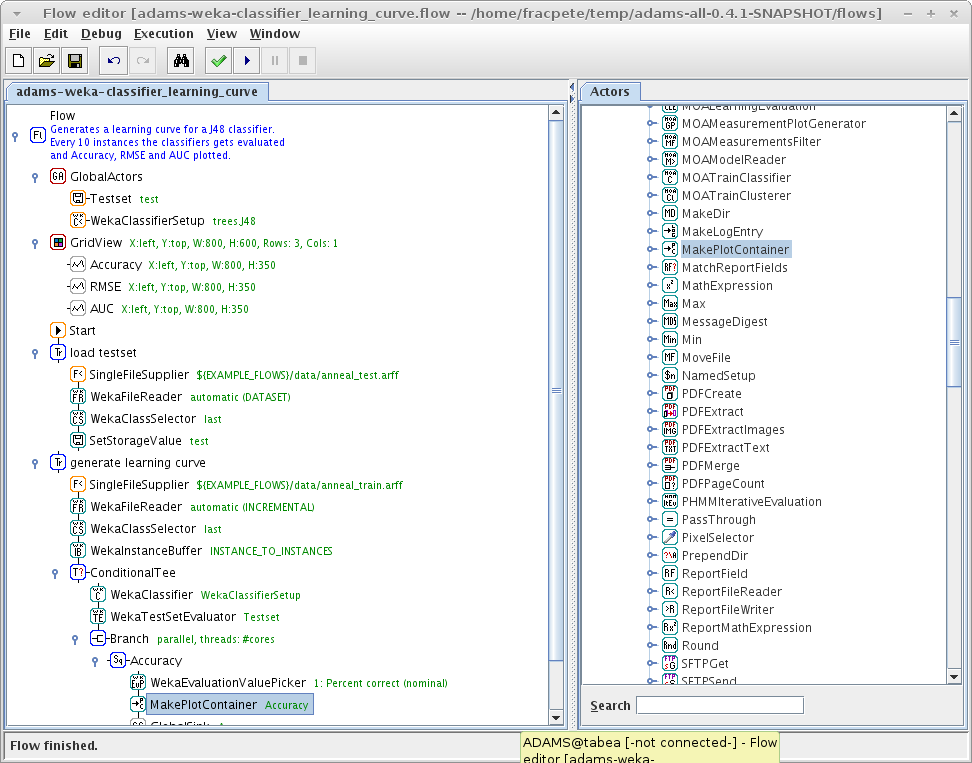 Flow editor [adams-weka-classifier_learning_curve.flow -- /home/fracpete/temp/adams-all-0.4.1-SNAPSHOT/flows]
File Edit Debug Execution View Window
adams-weka-classifier_learning_curve
Flow
Generates a learning curve for a J48 classifier.
Every 10 instances the classifiers gets evaluated
and Accuracy, RMSE and AUC plotted.
GlobalActors
Testset test
WekaClassifierSetup trees.J48
GridView X:left, Y:top, W:800, H:600, Rows: 3, Cols: 1
Accuracy X:left, Y:top, W:800, H:350
RMSE X:left, Y:top, W:800, H:350
AUC X:left, Y:top, W:800, H:350
Start
load testset
SingleFileSupplier ${EXAMPLE_FLOWS}/data/anneal_test.arff
WekaFileReader automatic (DATASET)
WekaClassSelector last
SetStorageValue test
generate learning curve
SingleFileSupplier ${EXAMPLE_FLOWS}/data/anneal_train.arff
WekaFileReader automatic (INCREMENTAL)
WekaClassSelector last
WekaInstanceBuffer INSTANCE_TO_INSTANCES
ConditionalTee
WekaClassifier WekaClassifierSetup
WekaTestSetEvaluator Testset
Branch parallel, threads: #cores
Accuracy
WekaEvaluationValuePicker 1: Percent correct (nominal)
MakePlotContainer Accuracy
GlobalSink
Actors
MOALearningEvaluation
MOAMeasurementPlotGenerator
MOAMeasurementsFilter
MOAModelReader
MOATrainClassifier
MOATrainClusterer
MakeDir
MakeLogEntry
MakePlotContainer
MatchReportFields
MathExpression
Max
MessageDigest
Min
MoveFile
NamedSetup
PDFCreate
PDFExtract
PDFExtractImages
PDFExtractText
PDFMerge
PDFPageCount
PHMMIterativeEvaluation
PassThrough
PixelSelector
PrependDir
ReportField
ReportFileReader
ReportFileWriter
ReportMathExpression
Round
SFTPGet
SFTPSend
Search
Flow finished.
ADAMS@tabea [-not connected-] - Flow
editor [adams-weka-